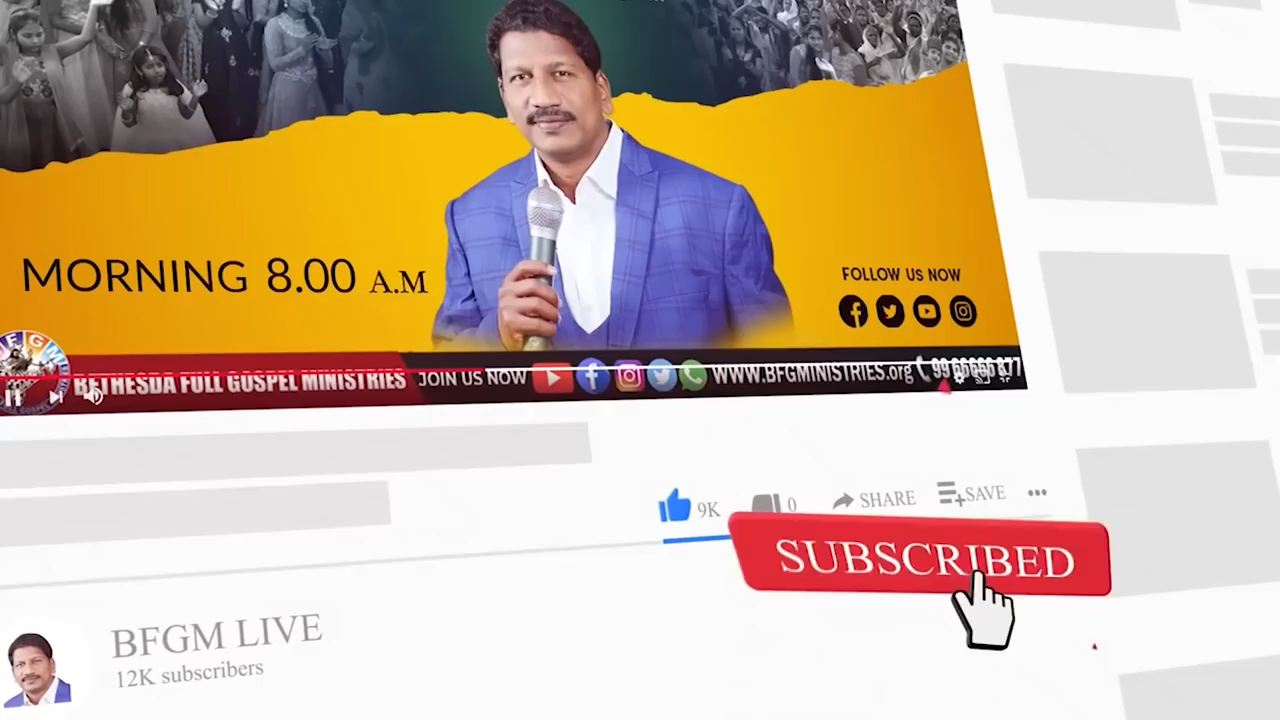 MORNING 8.00 A.M
FOLLOW US NOW
BFGM
BETHESDA FULL GOSPEL MINISTRIES JOIN US NOW WWW.BFGMINISTRIES.org
9K 0 SHARE SAVE
SUBSCRIBED
BFGM LIVE
12K subscribers